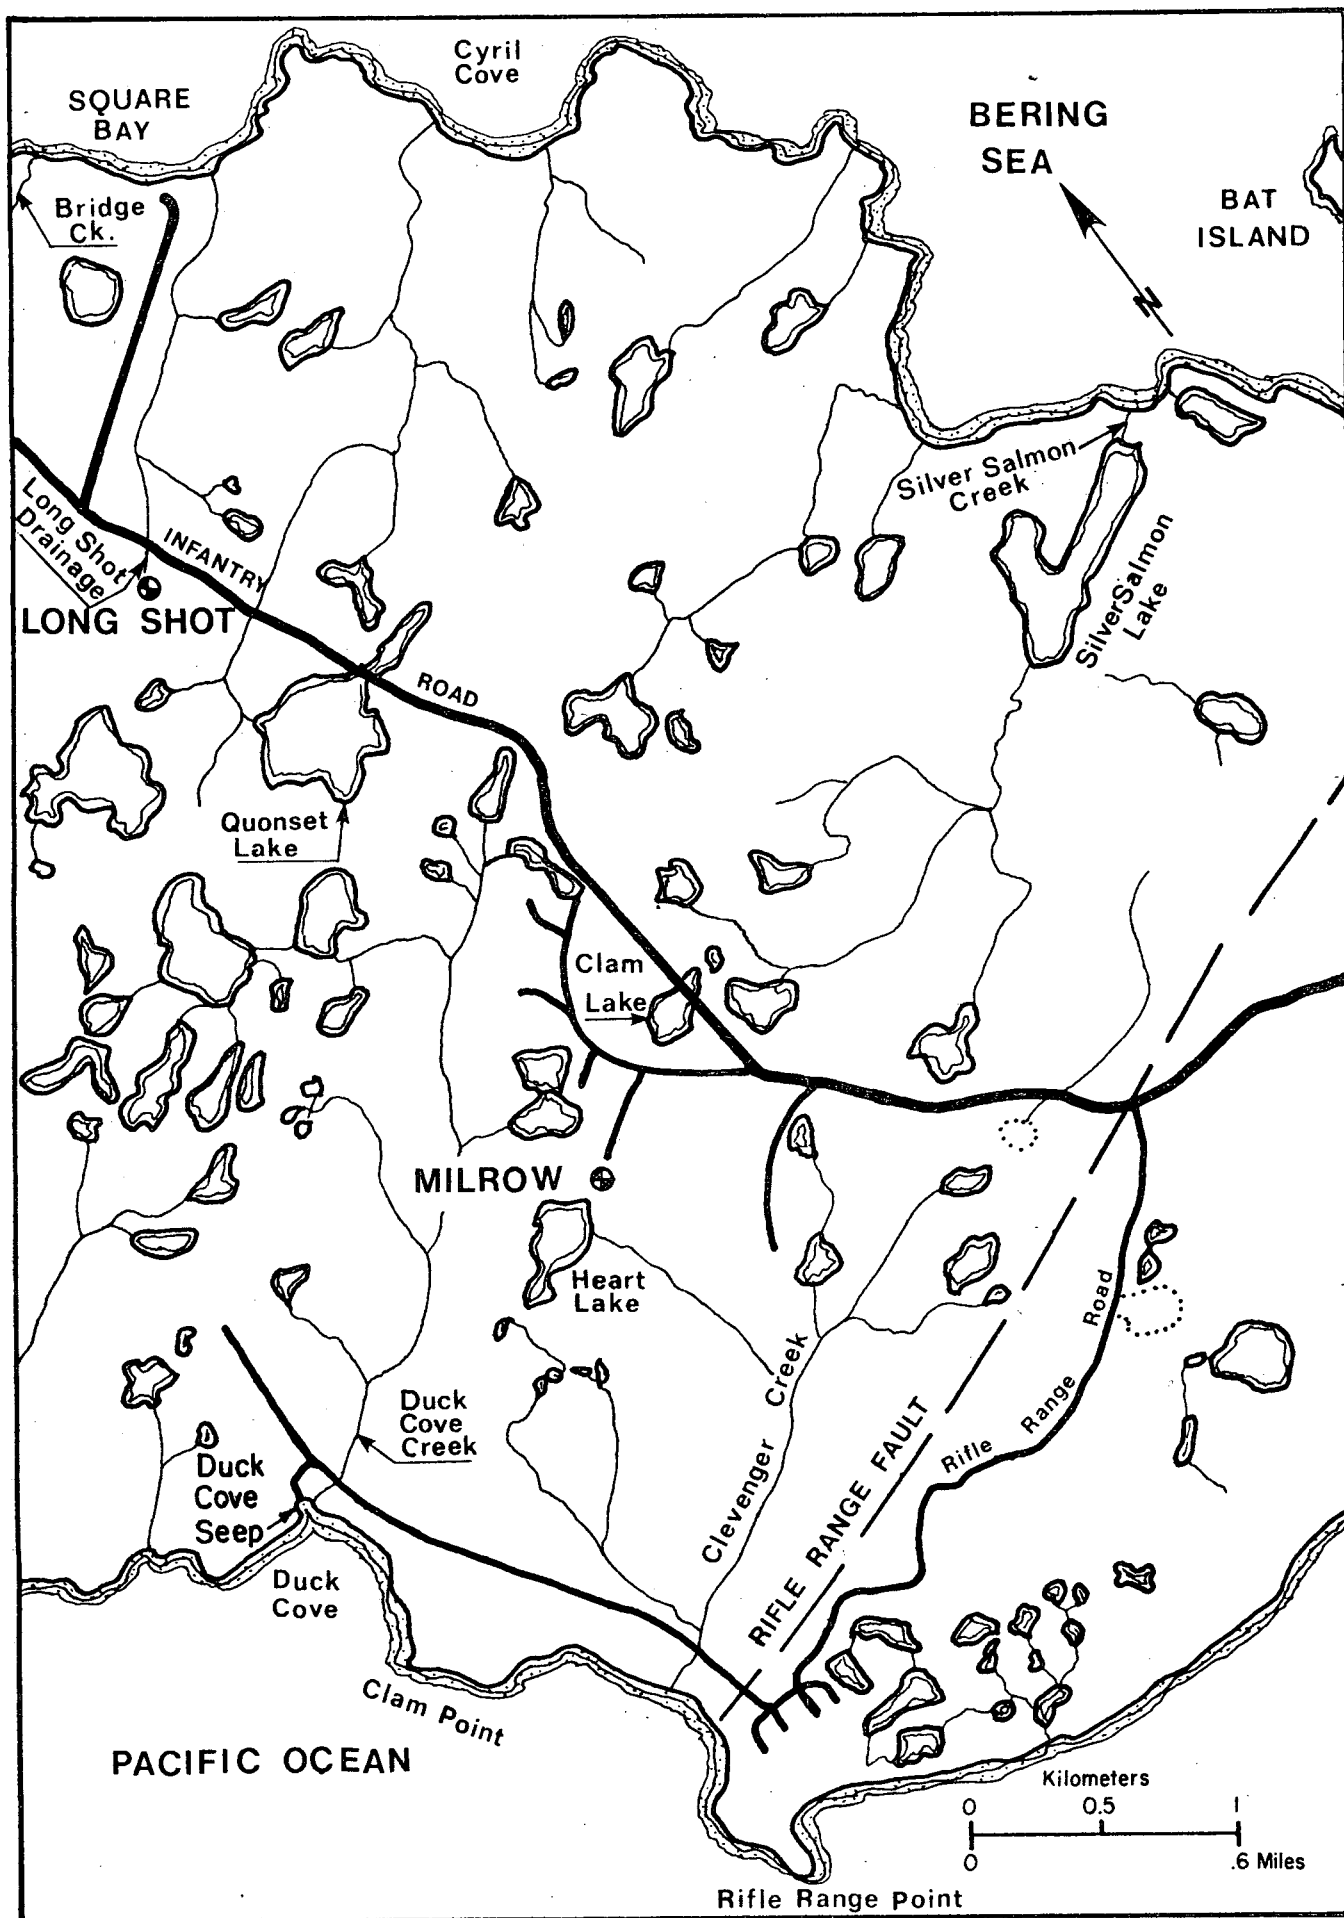 Cyril
Cove
SQUARE
BAY
BERING
SEA
BAT
ISLAND
N
Bridge
Ck.
Silver Salmon
Creek
Long Shot
Drainage
INFANTRY
LONG SHOT
Silver Salmon
Lake
ROAD
Quonset
Lake
Clam
Lake
MILROW
Heart
Lake
Road
Range
Rifle
Creek
Clevenger
Duck
Cove
Creek
RIFLE RANGE FAULT
Duck
Cove
Seep
Duck
Cove
Clam Point
PACIFIC OCEAN
Kilometers
0 0.5 1
0 .6 Miles
Rifle Range Point